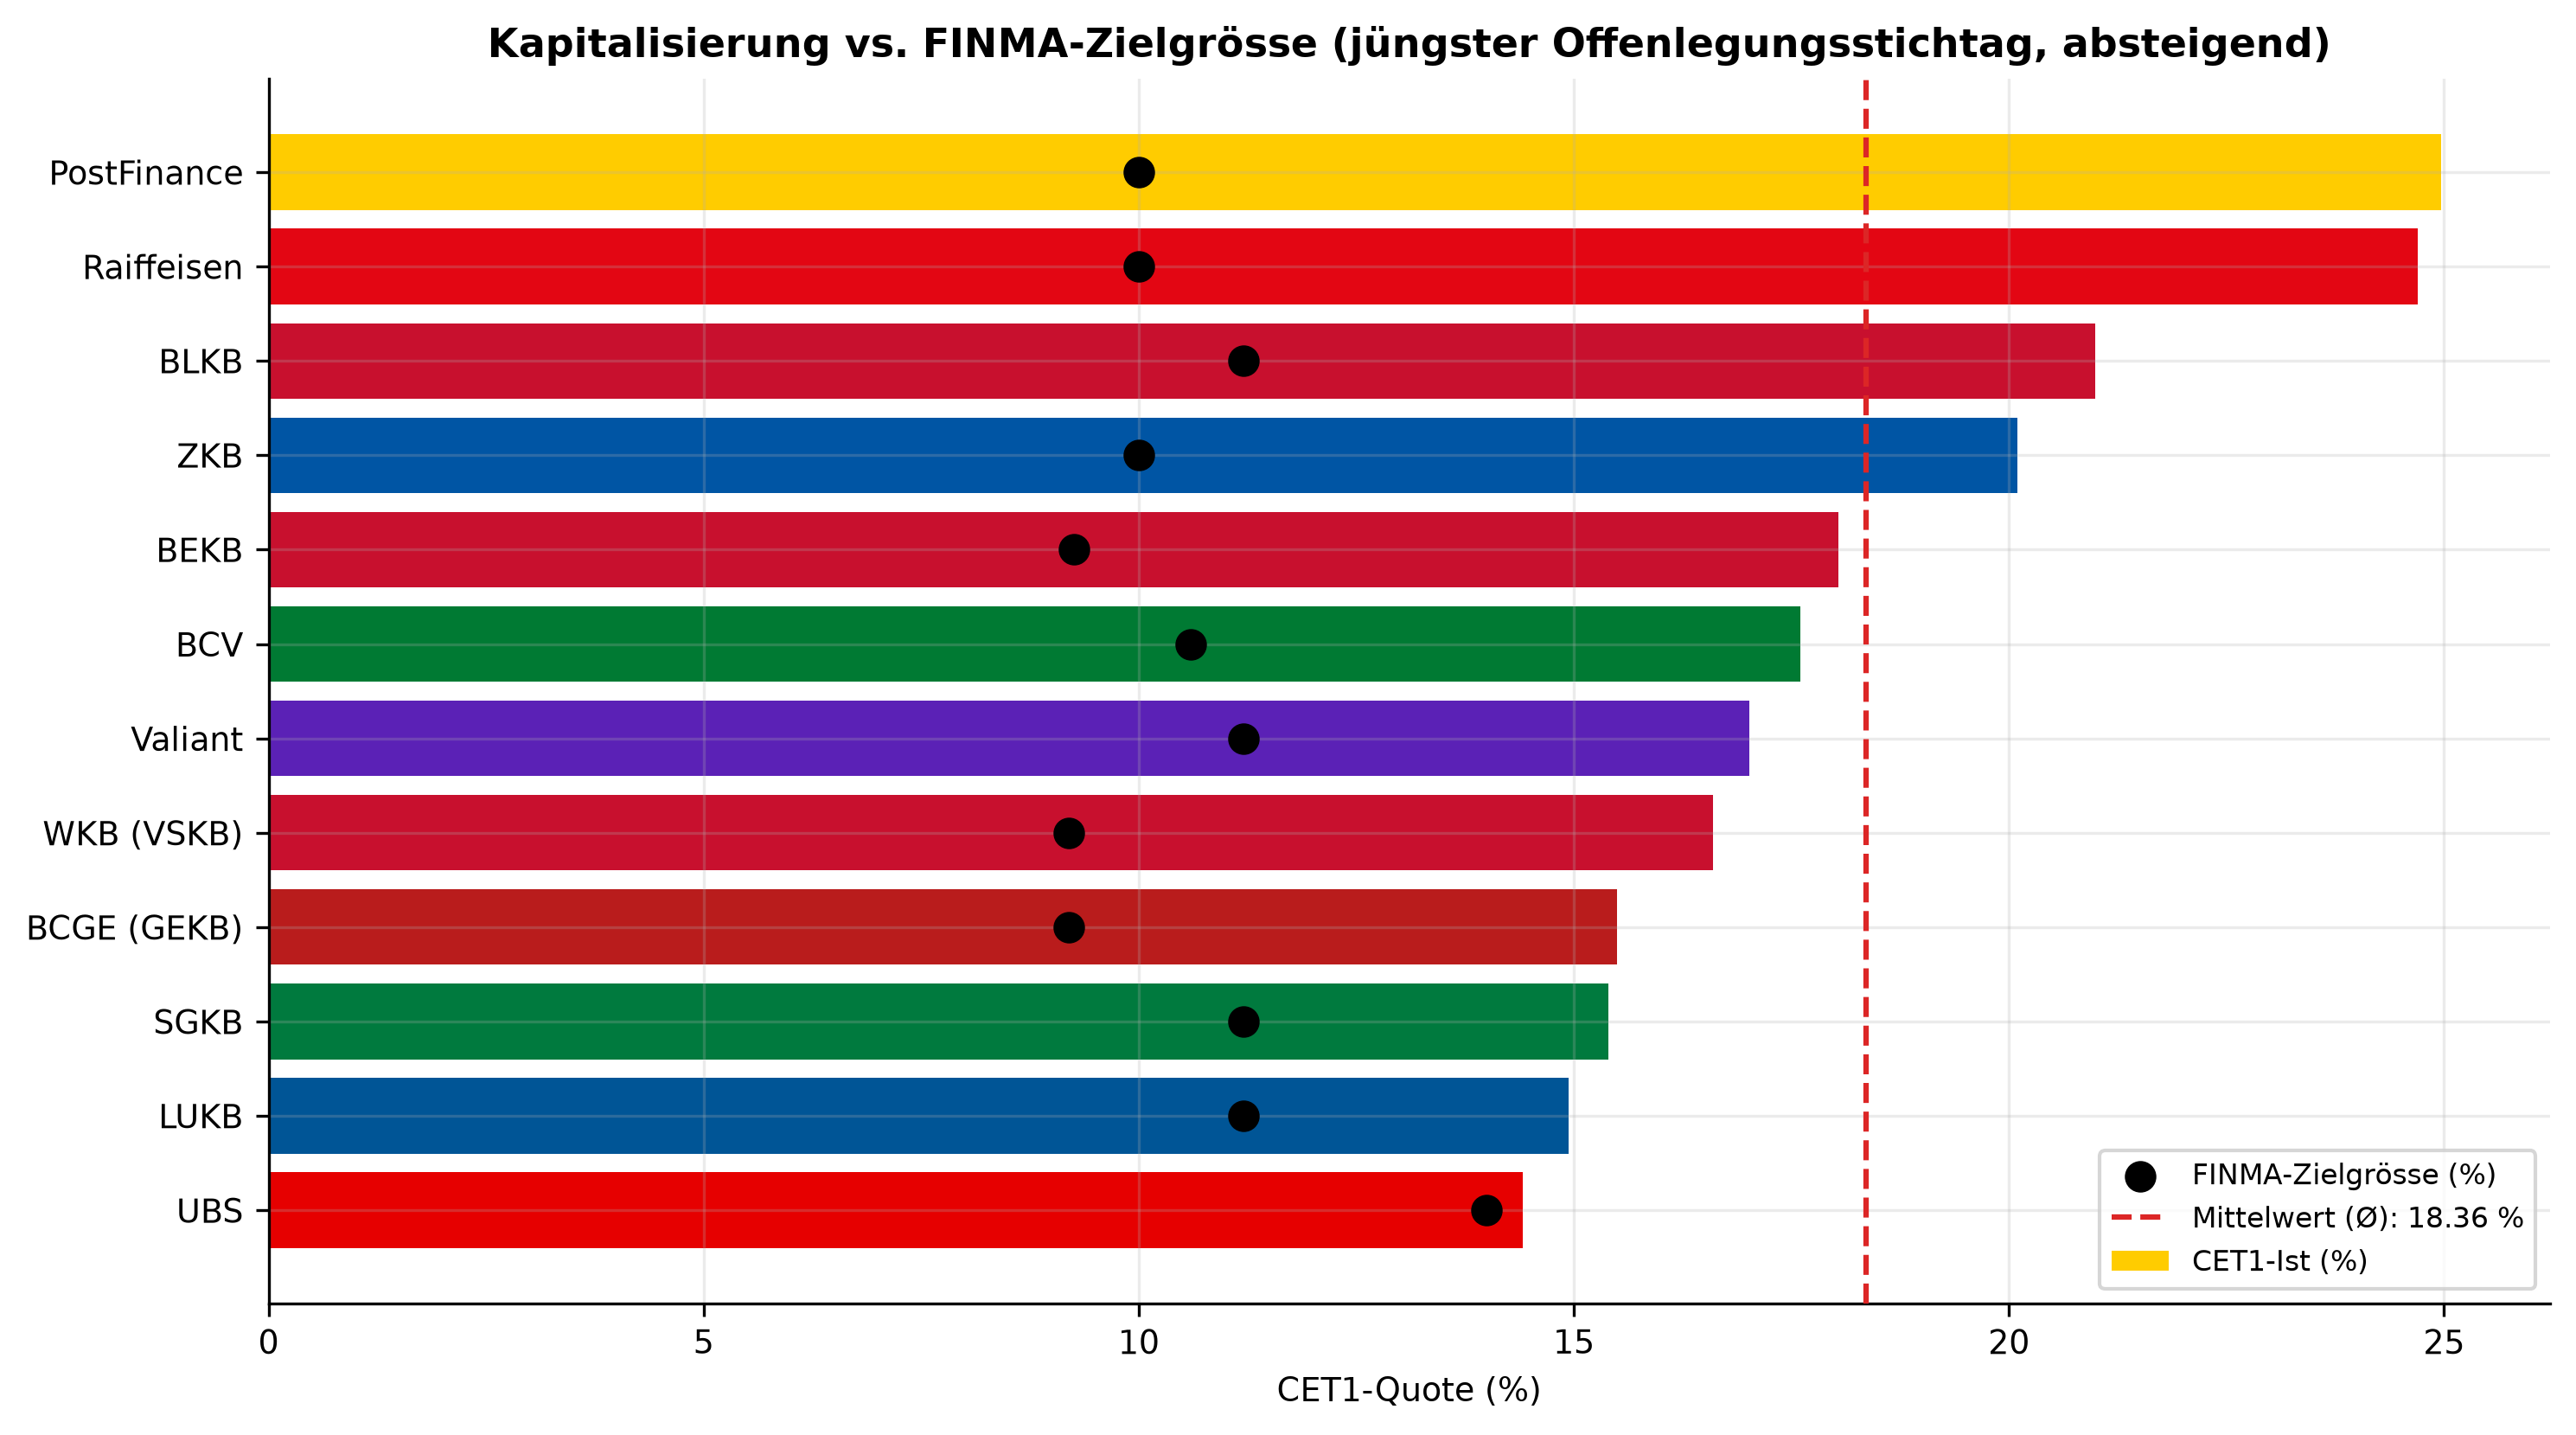 Kapitalisierung vs. FINMA-Zielgrösse (jüngster Offenlegungsstichtag, absteigend)
PostFinance
Raiffeisen
BLKB
ZKB
BEKB
BCV
Valiant
WKB (VSKB)
BCGE (GEKB)
SGKB
LUKB
UBS
FINMA-Zielgrösse (%)
Mittelwert (Ø): 18.36 %
CET1-Ist (%)
0 5 10 15 20 25
CET1-Quote (%)